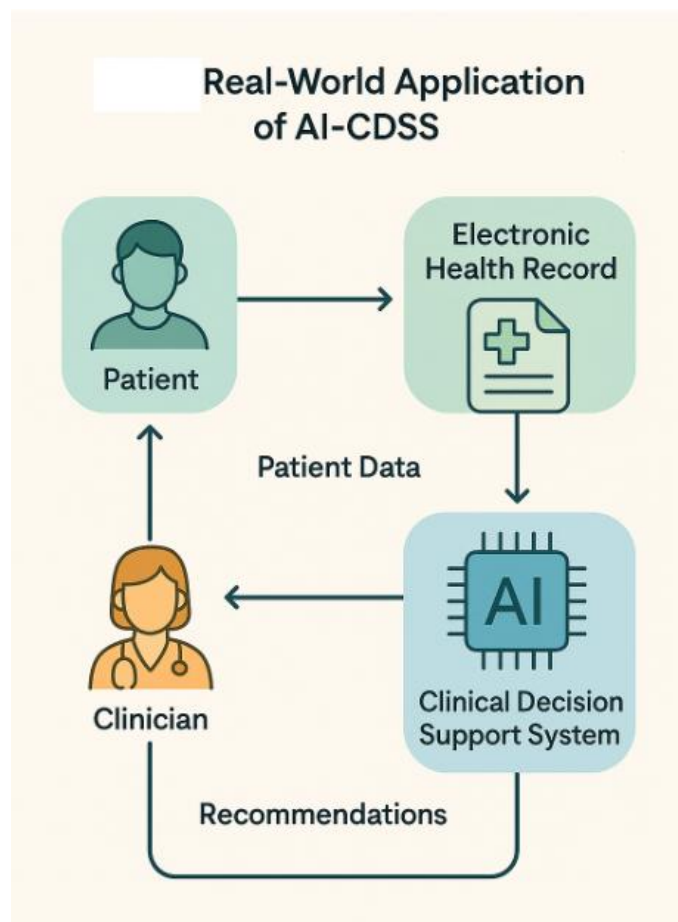 Real-World Application
of AI-CDSS
Electronic
Health Record
Patient
Patient Data
AI
Clinical Decision
Support System
Clinician
Recommendations